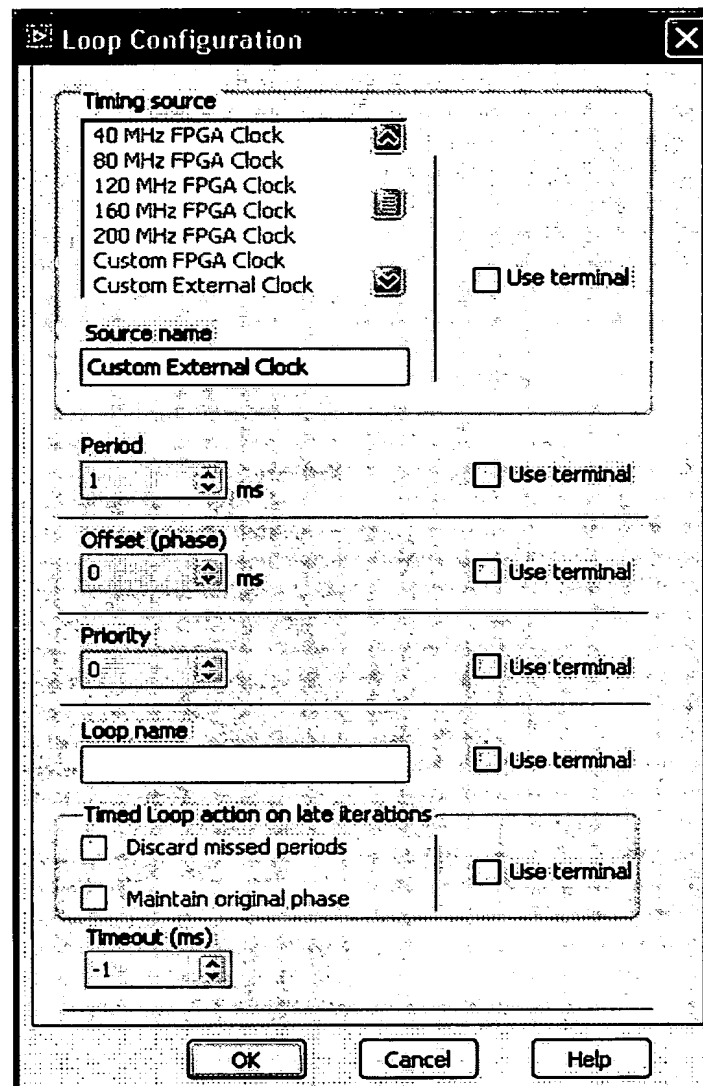 Loop Configuration
Timing source
40 MHz FPGA Clock
80 MHz FPGA Clock
120 MHz FPGA Clock
160 MHz FPGA Clock
200 MHz FPGA Clock
Custom FPGA Clock
Custom External Clock
Use terminal
Source name
Custom External Clock
Period
1 ms
Use terminal
Offset (phase)
0 ms
Use terminal
Priority
0
Use terminal
Loop name
Use terminal
Timed Loop action on late iterations
Discard missed periods
Use terminal
Maintain original phase
Timeout (ms)
-1
OK Cancel Help